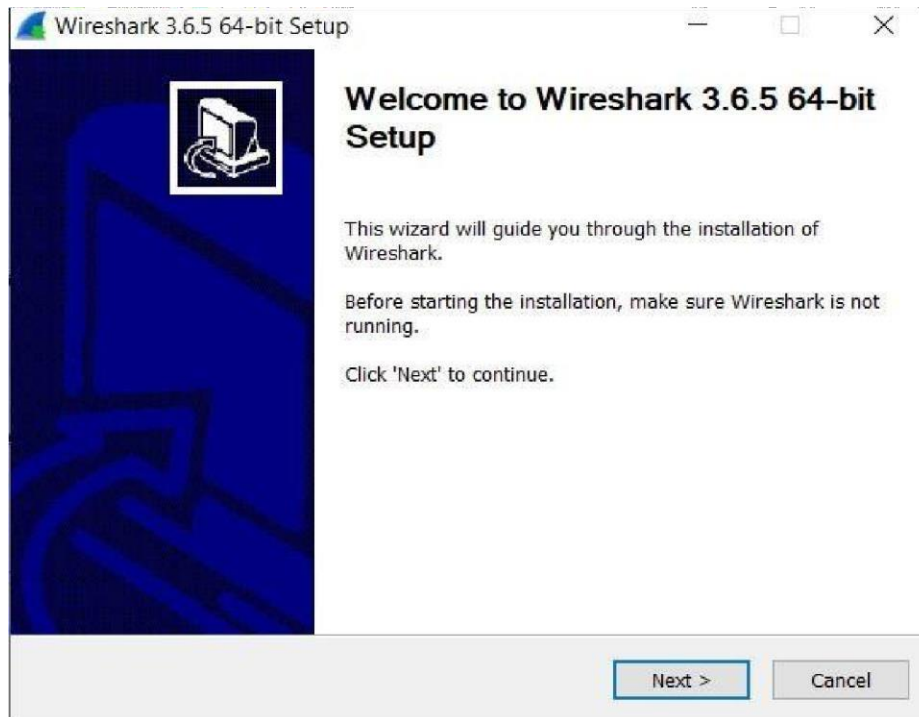 Wireshark 3.6.5 64-bit Setup
Welcome to Wireshark 3.6.5 64-bit
Setup
This wizard will guide you through the installation of
Wireshark.
Before starting the installation, make sure Wireshark is not
running.
Click 'Next' to continue.
Next >
Cancel